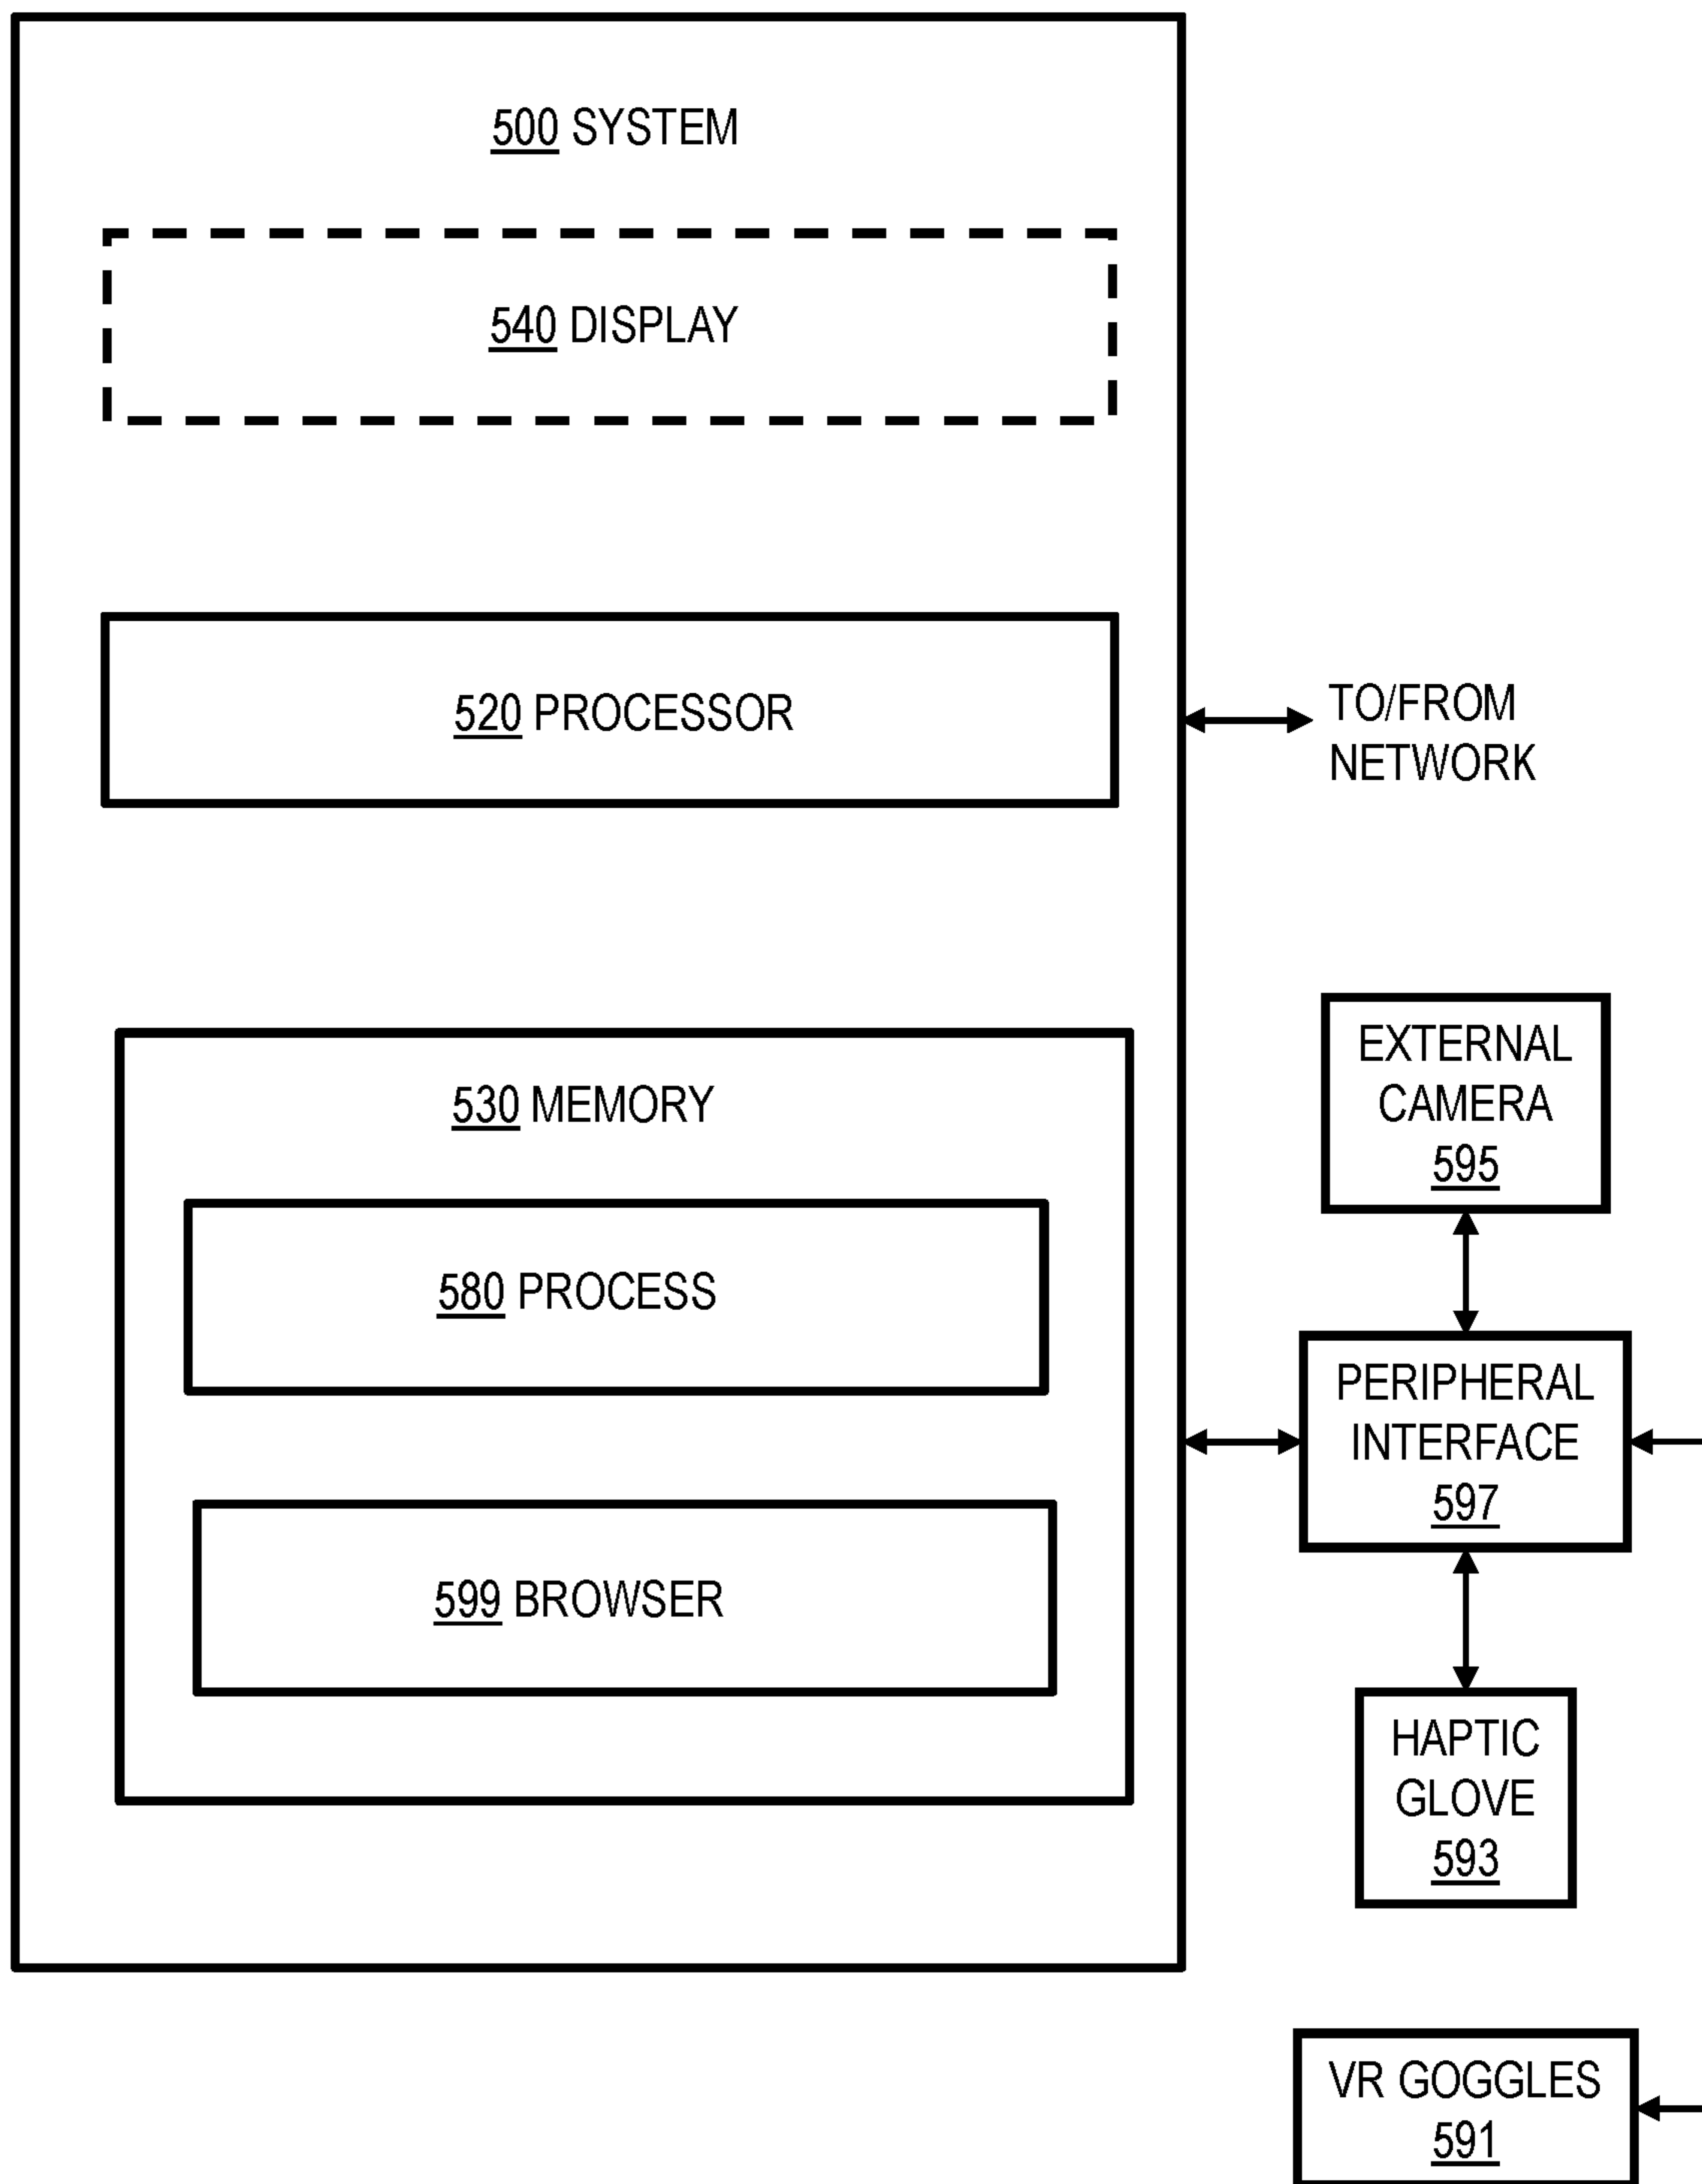 500 SYSTEM
540 DISPLAY
520 PROCESSOR
TO/FROM
NETWORK
530 MEMORY
580 PROCESS
599 BROWSER
EXTERNAL
CAMERA
595
PERIPHERAL
INTERFACE
597
HAPTIC
GLOVE
593
VR GOGGLES
591